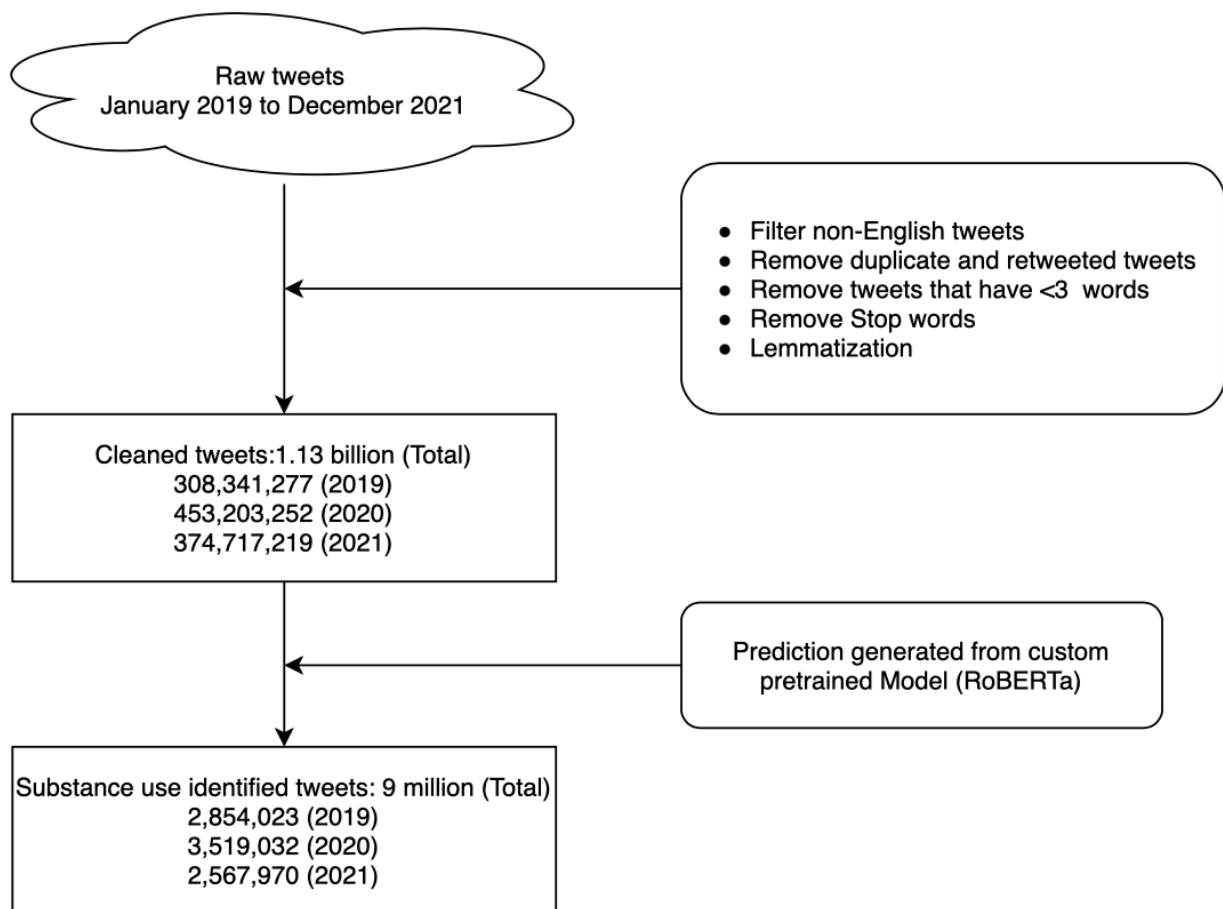 Raw tweets
January 2019 to December 2021
● Filter non-English tweets
● Remove duplicate and retweeted tweets
● Remove tweets that have <3 words
● Remove Stop words
● Lemmatization
Cleaned tweets:1.13 billion (Total)
308,341,277 (2019)
453,203,252 (2020)
374,717,219 (2021)
Prediction generated from custom
pretrained Model (RoBERTa)
Substance use identified tweets: 9 million (Total)
2,854,023 (2019)
3,519,032 (2020)
2,567,970 (2021)